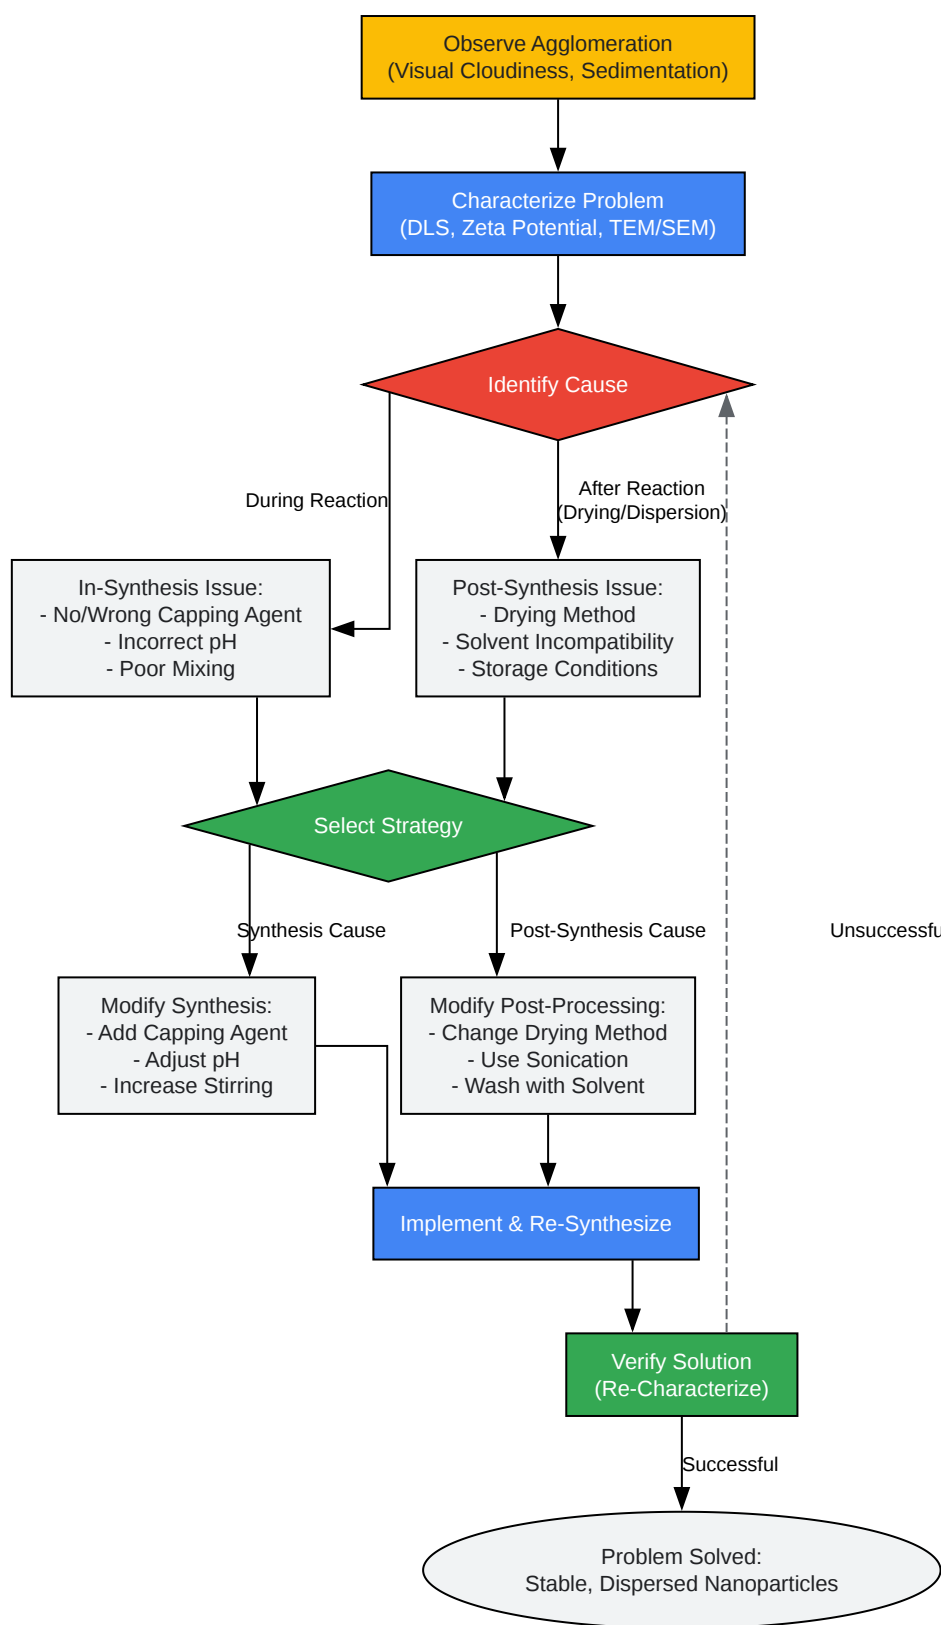 Observe Agglomeration
(Visual Cloudiness, Sedimentation)
Characterize Problem
(DLS, Zeta Potential, TEM/SEM)
Identify Cause
During Reaction
After Reaction
(Drying/Dispersion)
In-Synthesis Issue:
- No/Wrong Capping Agent
- Incorrect pH
- Poor Mixing
Post-Synthesis Issue:
- Drying Method
- Solvent Incompatibility
- Storage Conditions
Select Strategy
Synthesis Cause
Post-Synthesis Cause
Unsuccessfu
Modify Synthesis:
- Add Capping Agent
- Adjust pH
- Increase Stirring
Modify Post-Processing:
- Change Drying Method
- Use Sonication
- Wash with Solvent
Implement & Re-Synthesize
Verify Solution
(Re-Characterize)
Successful
Problem Solved:
Stable, Dispersed Nanoparticles